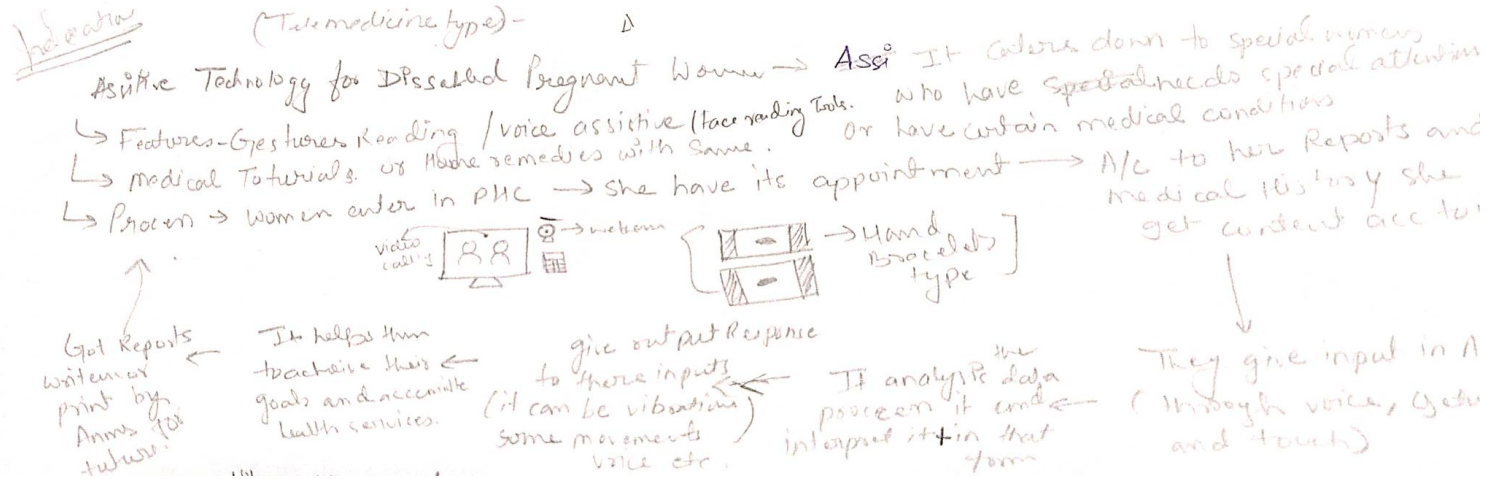 (Telemedicine type) -
Asistive Technology for Dissabled Pregnant Women → Assi It caters down to special women
who have special needs special attention
or have certain medical conditions
↳ Features - Gestures Reading / voice assistive / face reading Tools.
↳ Medical Toturials. or Home remedies with Same.
↳ Process → women enter in PHC → she have its appointment → A/c to her Reports and
medical History she
get content acc to
video
calling
→ webcam
→ Hand
Bracelets
type
They give input in A
(through voice,
and touch)
It analysis the data
process it and
interpret it in that
form
give output Response
to these inputs
(it can be vibrations)
some movements
voice etc.
It helps them
to acheive their
goals and accessible
health services.
Got Reports
written or
print by
Anms for
future.